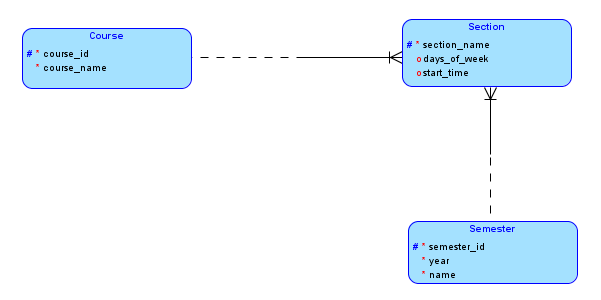 Course
# * course_id
* course_name
Section
# * section_name
o days_of_week
o start_time
Semester
# * semester_id
* year
* name